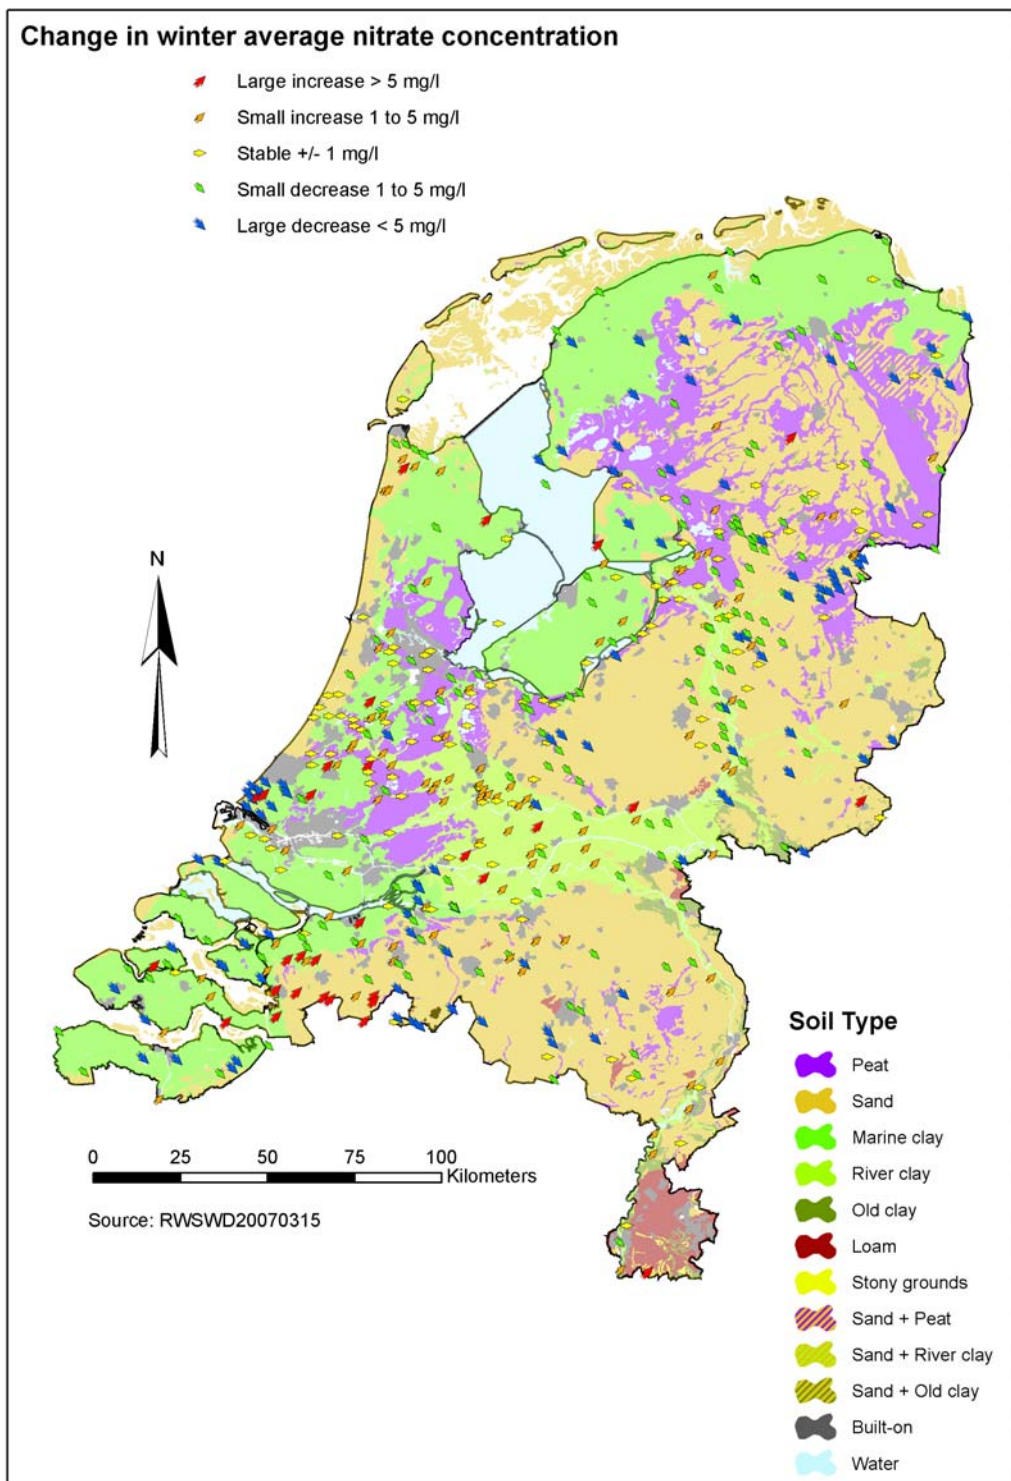 Change in winter average nitrate concentration
Large increase > 5 mg/l
Small increase 1 to 5 mg/l
Stable +/- 1 mg/l
Small decrease 1 to 5 mg/l
Large decrease < 5 mg/l
N
Soil Type
Peat
Sand
Marine clay
River clay
Old clay
Loam
Stony grounds
Sand + Peat
Sand + River clay
Sand + Old clay
Built-on
Water
0 25 50 75 100
Kilometers
Source: RWSWD20070315